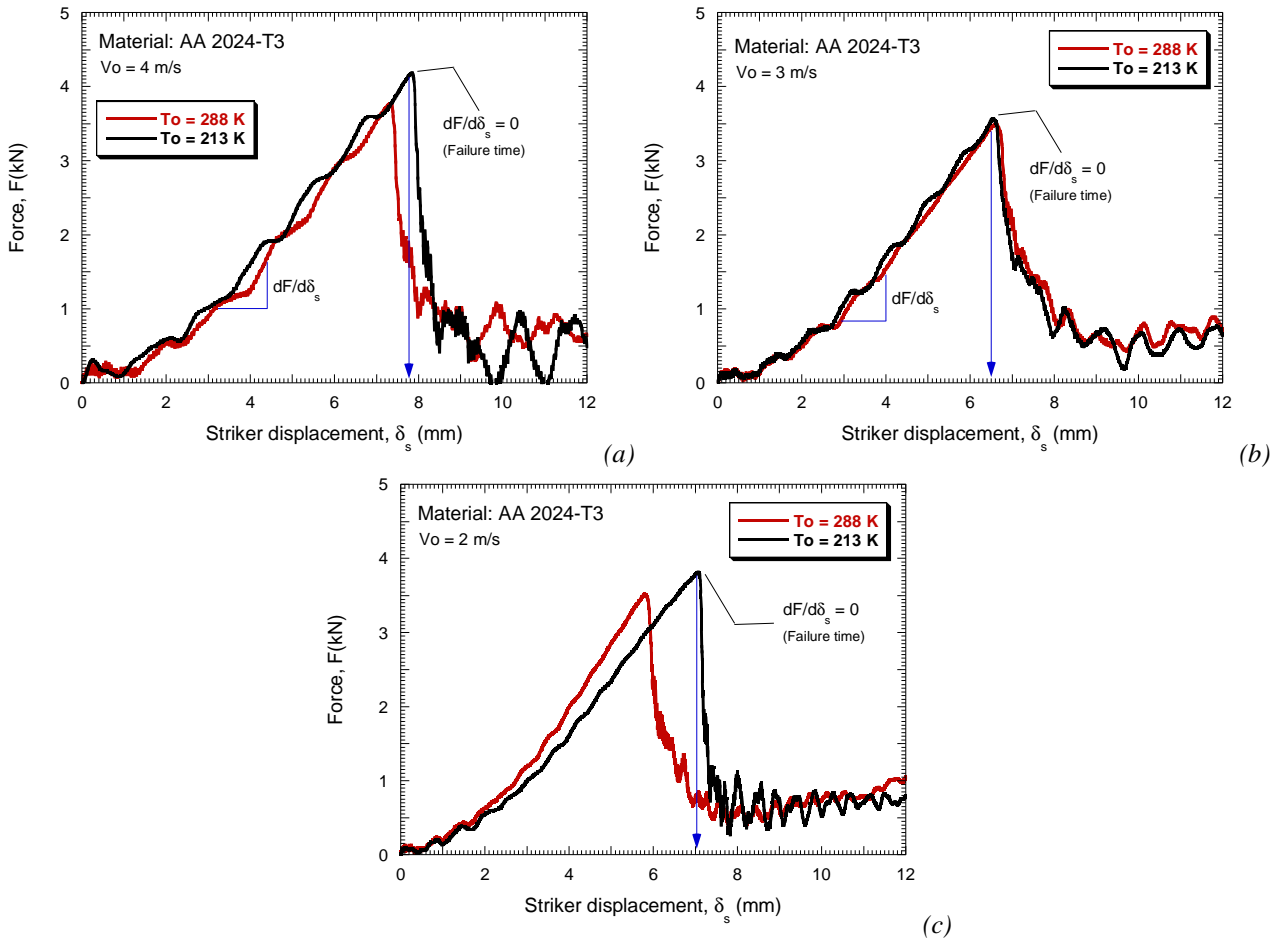 Material: AA 2024-T3
Vo = 4 m/s
To = 288 K
To = 213 K
dF/dδs = 0
(Failure time)
dF/dδs
5
4
3
2
1
0
0 2 4 6 8 10 12
Force, F(kN)
Striker displacement, δs (mm)
(a)
Material: AA 2024-T3
Vo = 3 m/s
To = 288 K
To = 213 K
dF/dδs = 0
(Failure time)
dF/dδs
5
4
3
2
1
0
0 2 4 6 8 10 12
Force, F(kN)
Striker displacement, δs (mm)
(b)
Material: AA 2024-T3
Vo = 2 m/s
To = 288 K
To = 213 K
dF/dδs = 0
(Failure time)
5
4
3
2
1
0
0 2 4 6 8 10 12
Force, F(kN)
Striker displacement, δs (mm)
(c)